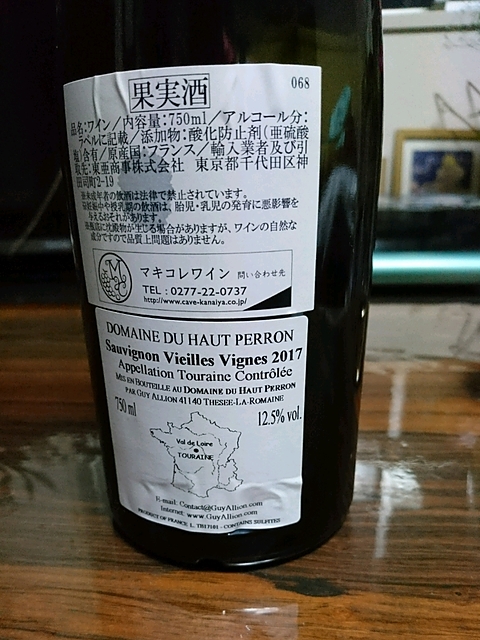 果実酒
068
品名:ワイン/内容量:750ml/アルコール分:
ラベルに記載/添加物:酸化防止剤(亜硫酸
塩)含有/原産国:フランス/輸入業者及び引
取先:東亜商事株式会社 東京都千代田区神
田司町2-19
※未成年者の飲酒は法律で禁止されています。
※妊娠中や授乳期の飲酒は、胎児・乳児の発育に悪影響を
与えるおそれがあります。
※瓶底に沈殿物が生じる場合がありますが、ワインの自然な
成分ですので品質上問題はありません。
マキコレワイン 問い合わせ先
TEL:0277-22-0737
http://www.cave-kanaiya.co.jp/
DOMAINE DU HAUT PERRON
Sauvignon Vieilles Vignes 2017
Appellation Touraine Contrôlée
MIS EN BOUTEILLE AU DOMAINE DU HAUT PERRON
PAR GUY ALLION 41140 THESEE-LA-ROMAINE
750 ml
12.5% vol.
Val de Loire
TOURAINE
E-mail: Contact@GuyAllion.com
Internet: www.GuyAllion.com
PRODUCT OF FRANCE L. TB17181 - CONTAINS SULFITES